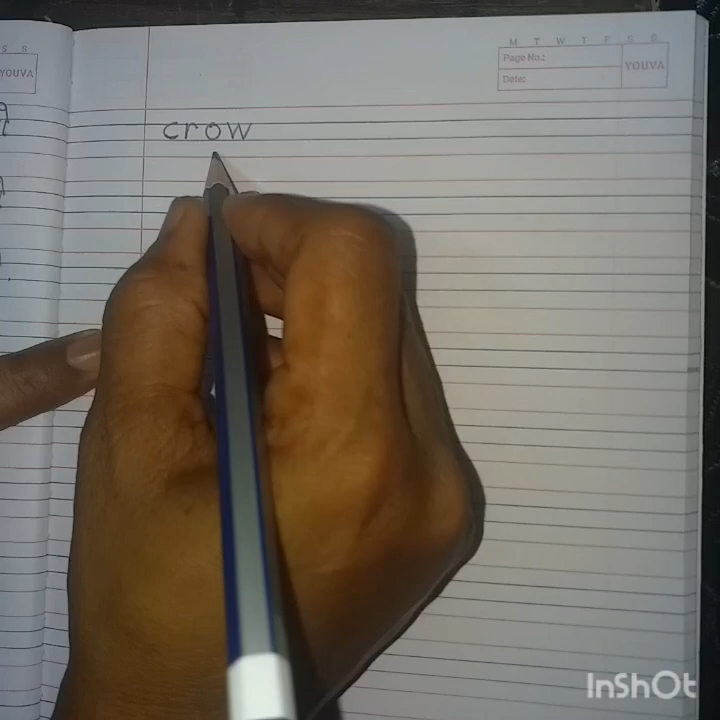 S S
YOUVA
M T W T F S S
Page No.:
YOUVA
Date:
crow
InShOt